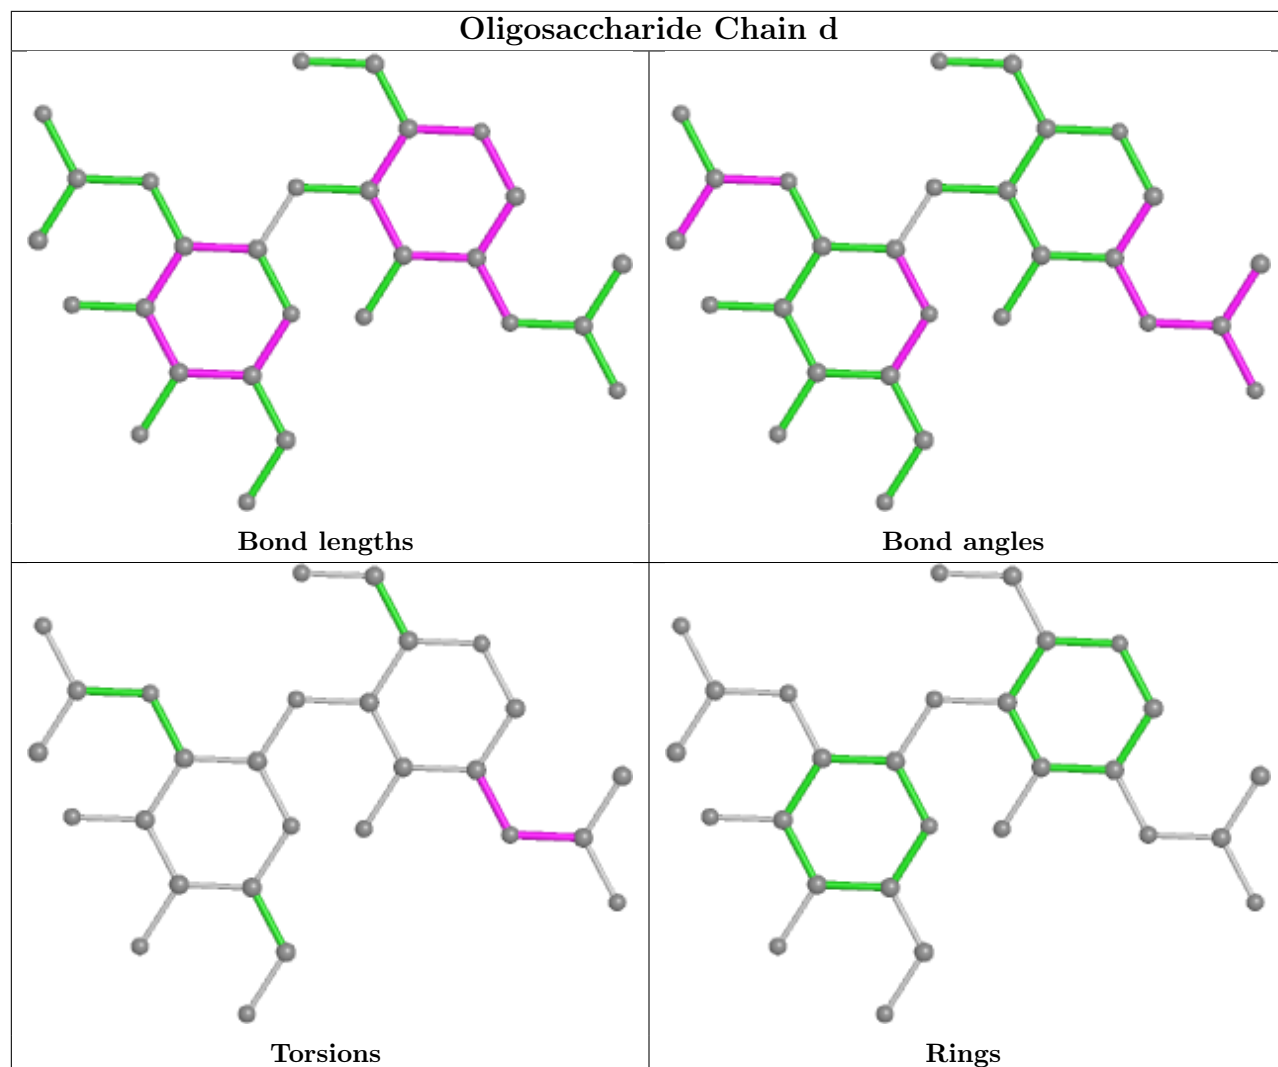 Oligosaccharide Chain d
Bond lengths
Bond angles
Torsions
Rings